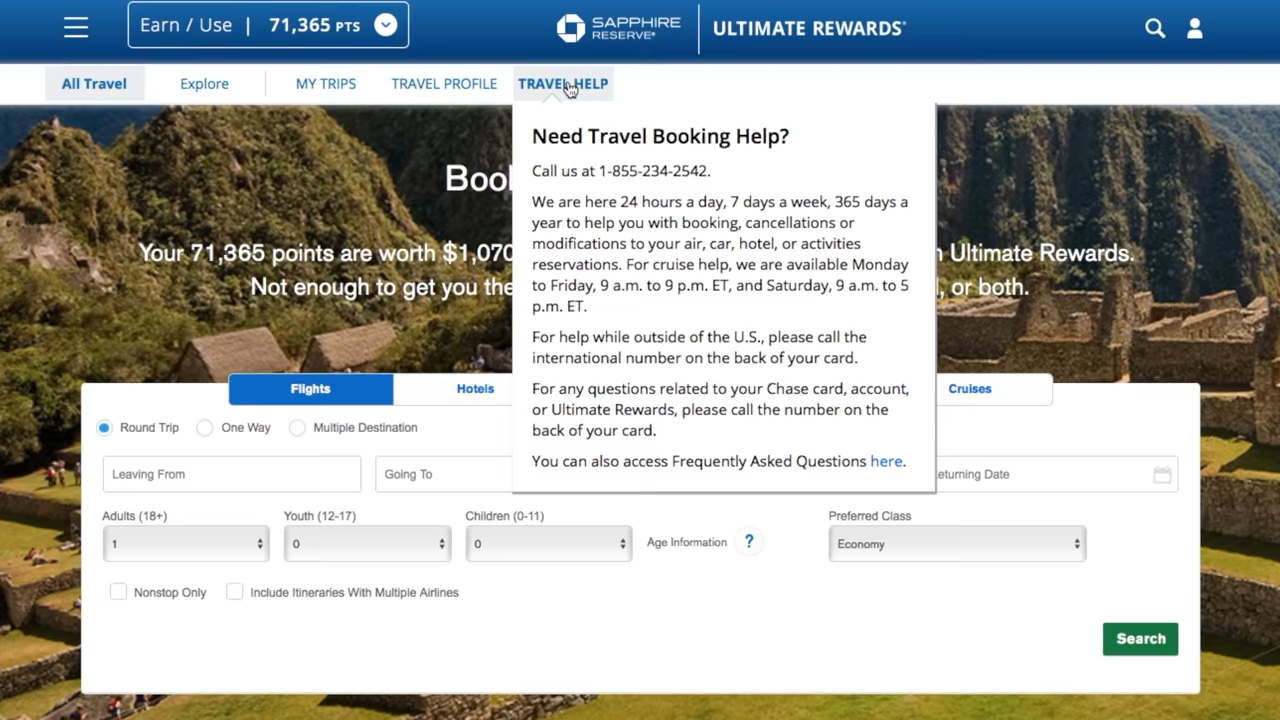 Earn / Use | 71,365 PTS
SAPPHIRE
RESERVE®
ULTIMATE REWARDS®
All Travel
Explore
MY TRIPS
TRAVEL PROFILE
TRAVEL HELP
Need Travel Booking Help?
Call us at 1-855-234-2542.
We are here 24 hours a day, 7 days a week, 365 days a
year to help you with booking, cancellations or
modifications to your air, car, hotel, or activities
reservations. For cruise help, we are available Monday
to Friday, 9 a.m. to 9 p.m. ET, and Saturday, 9 a.m. to 5
p.m. ET.
For help while outside of the U.S., please call the
international number on the back of your card.
For any questions related to your Chase card, account,
or Ultimate Rewards, please call the number on the
back of your card.
You can also access Frequently Asked Questions here.
Your 71,365 points are worth $1,070
Ultimate Rewards.
Not enough to get you
or both.
Flights
Hotels
Cruises
Round Trip
One Way
Multiple Destination
Leaving From
Going To
Date
Adults (18+)
Youth (12-17)
Children (0-11)
Preferred Class
1
0
0
Age Information
?
Economy
Nonstop Only
Include Itineraries With Multiple Airlines
Search